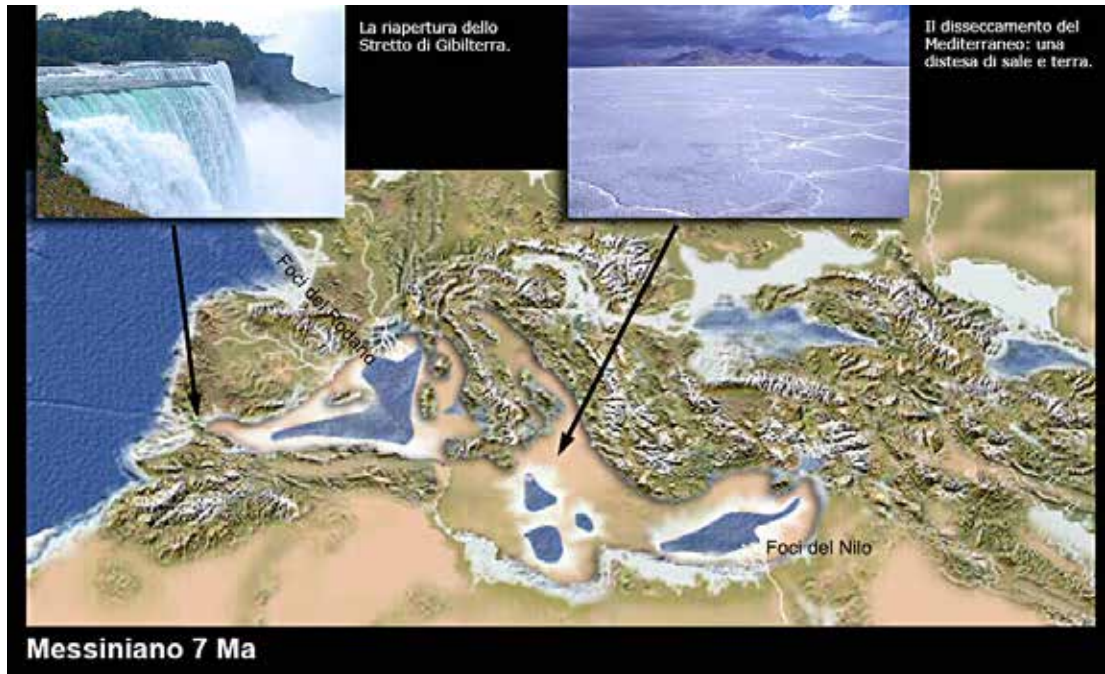 La riapertura dello
Stretto di Gibilterra.
Il disseccamento del
Mediterraneo: una
distesa di sale e terra.
Foci del Rodano
Foci del Nilo
Messiniano 7 Ma